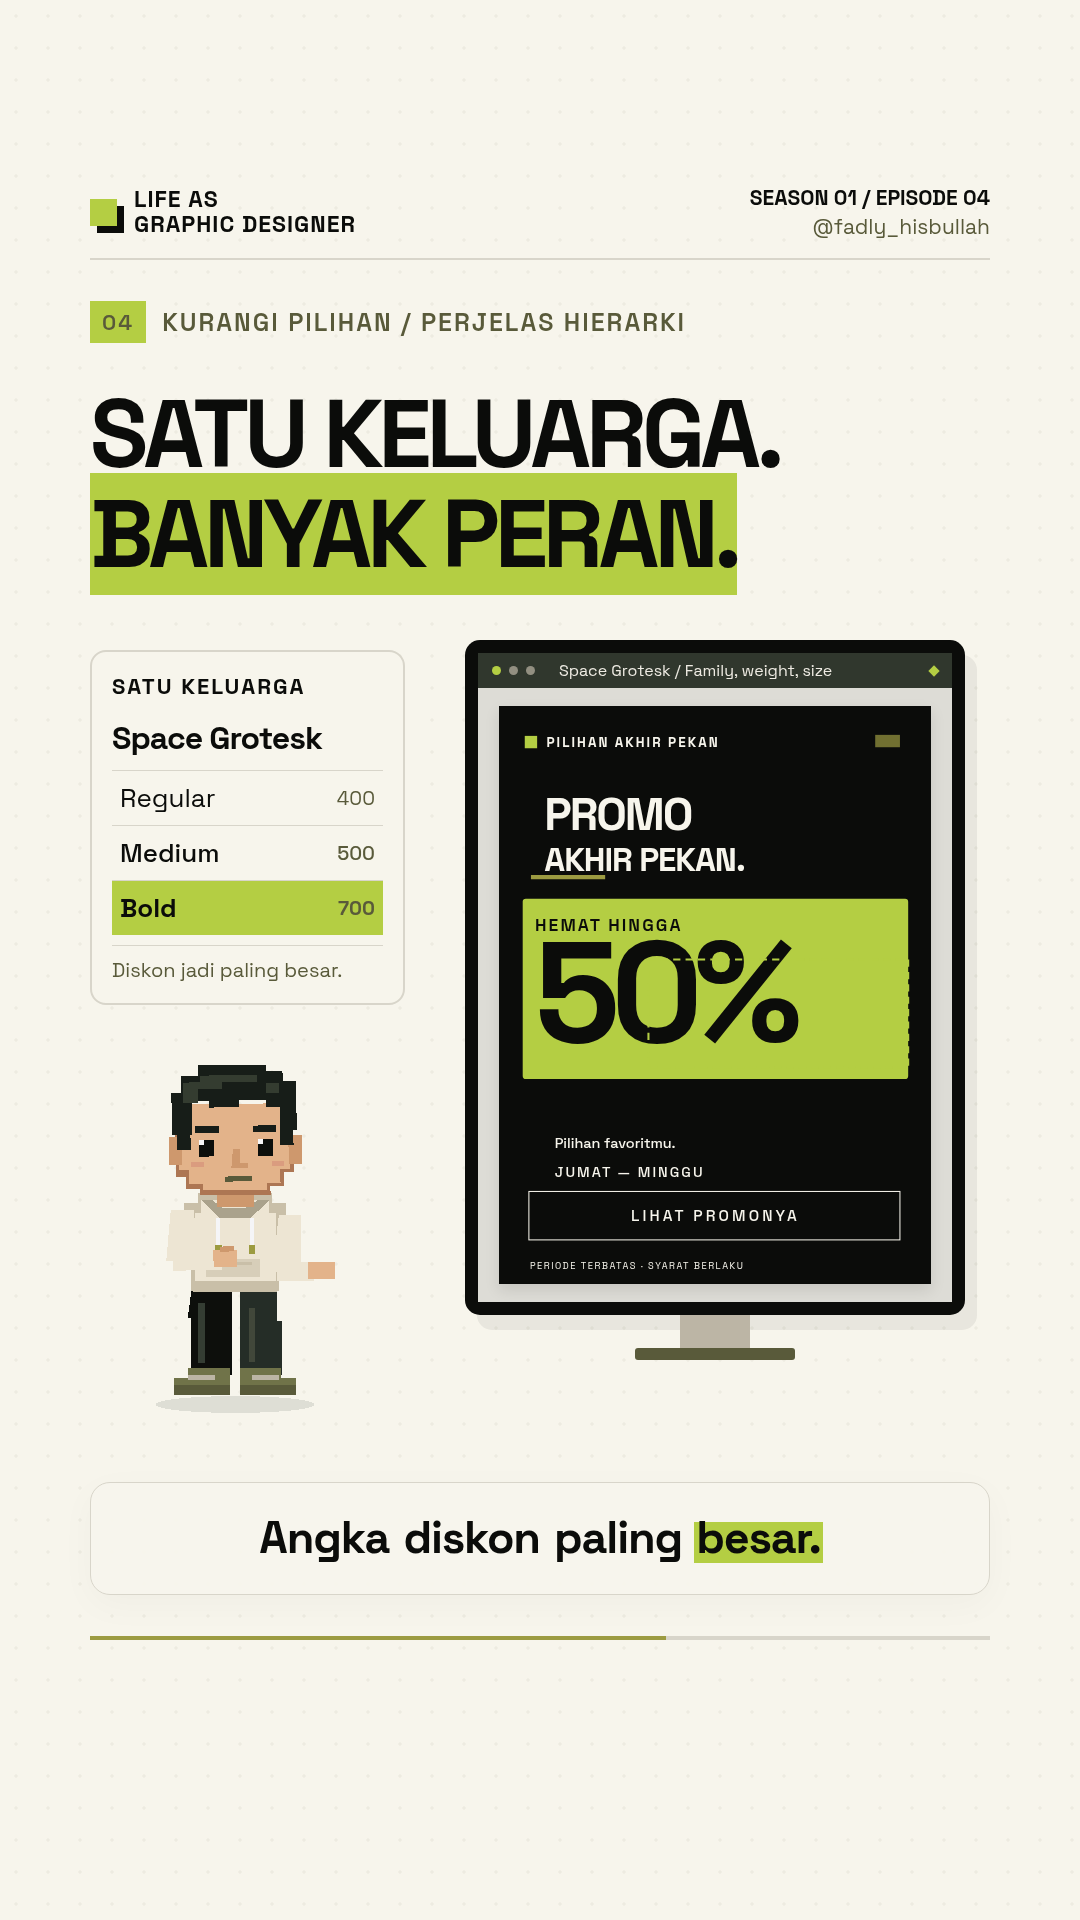 LIFE AS
GRAPHIC DESIGNER
SEASON 01 / EPISODE 04
@fadly_hisbullah
04
KURANGI PILIHAN / PERJELAS HIERARKI
SATU KELUARGA.
BANYAK PERAN.
SATU KELUARGA
Space Grotesk
Regular 400
Medium 500
Bold 700
Diskon jadi paling besar.
Space Grotesk / Family, weight, size
PILIHAN AKHIR PEKAN
PROMO
AKHIR PEKAN.
HEMAT HINGGA
50%
Pilihan favoritmu.
JUMAT — MINGGU
LIHAT PROMONYA
PERIODE TERBATAS · SYARAT BERLAKU
Angka diskon paling besar.